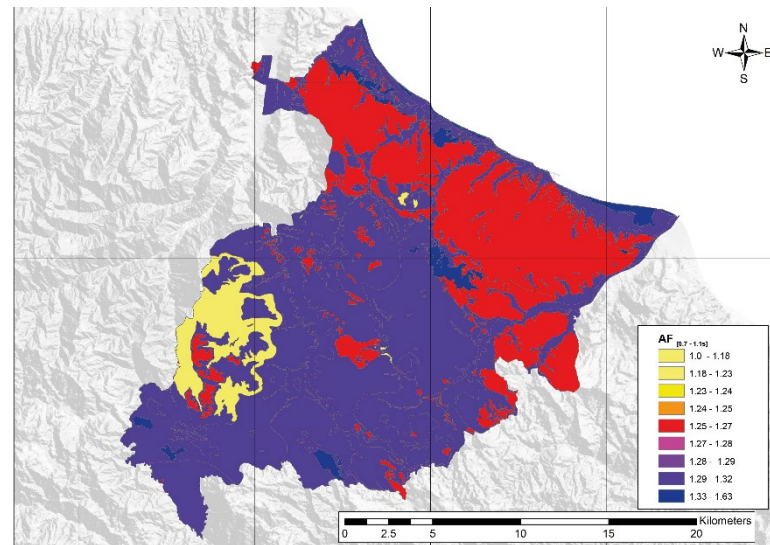 N
W E
S
AF [0.7 - 1.1s]
1.0 - 1.18
1.18 - 1.23
1.23 - 1.24
1.24 - 1.25
1.25 - 1.27
1.27 - 1.28
1.28 - 1.29
1.29 - 1.32
1.33 - 1.63
Kilometers
0 2.5 5 10 15 20